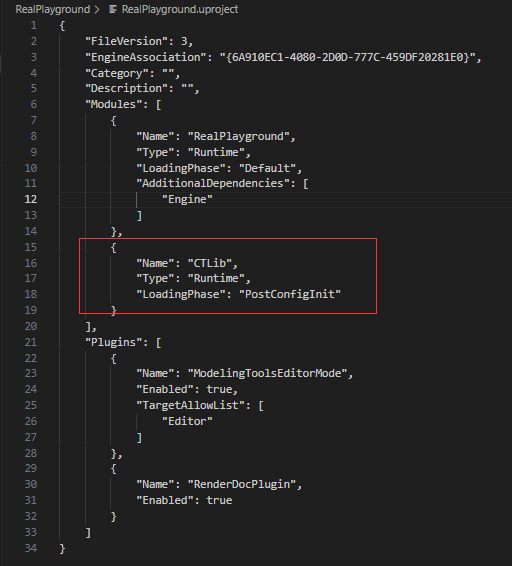 RealPlayground > RealPlayground.uproject
1 {
2 "FileVersion": 3,
3 "EngineAssociation": "{6A910EC1-4080-2D0D-777C-459DF20281E0}",
4 "Category": "",
5 "Description": "",
6 "Modules": [
7 {
8 "Name": "RealPlayground",
9 "Type": "Runtime",
10 "LoadingPhase": "Default",
11 "AdditionalDependencies": [
12 "Engine"
13 ]
14 },
15 {
16 "Name": "CTLib",
17 "Type": "Runtime",
18 "LoadingPhase": "PostConfigInit"
19 }
20 ],
21 "Plugins": [
22 {
23 "Name": "ModelingToolsEditorMode",
24 "Enabled": true,
25 "TargetAllowList": [
26 "Editor"
27 ]
28 },
29 {
30 "Name": "RenderDocPlugin",
31 "Enabled": true
32 }
33 ]
34 }